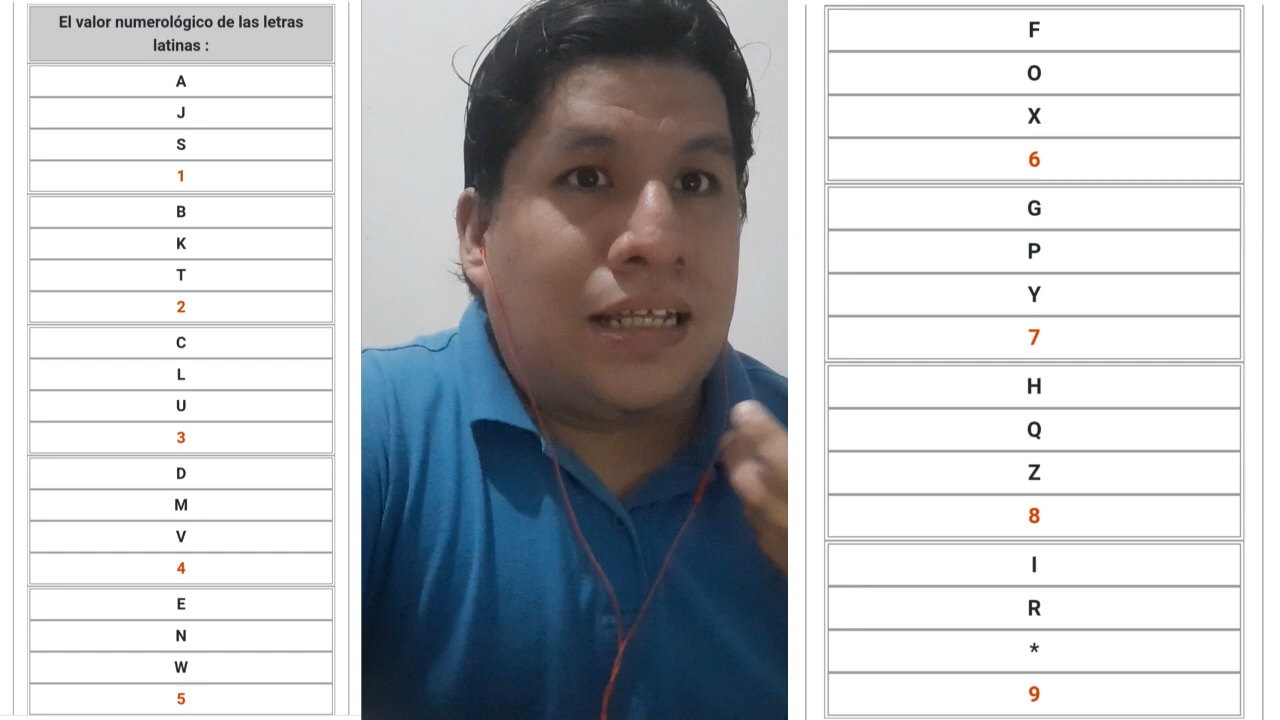 El valor numerológico de las letras
latinas :
A
J
S
1
B
K
T
2
C
L
U
3
D
M
V
4
E
N
W
5
F
O
X
6
G
P
Y
7
H
Q
Z
8
I
R
*
9